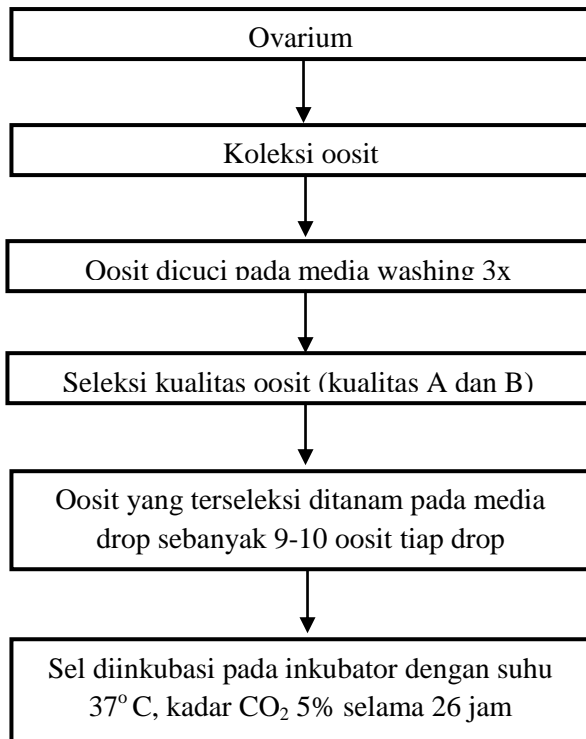 Ovarium
Koleksi oosit
Oosit dicuci pada media washing 3x
Seleksi kualitas oosit (kualitas A dan B)
Oosit yang terseleksi ditanam pada media
drop sebanyak 9-10 oosit tiap drop
Sel diinkubasi pada inkubator dengan suhu
37° C, kadar CO₂ 5% selama 26 jam